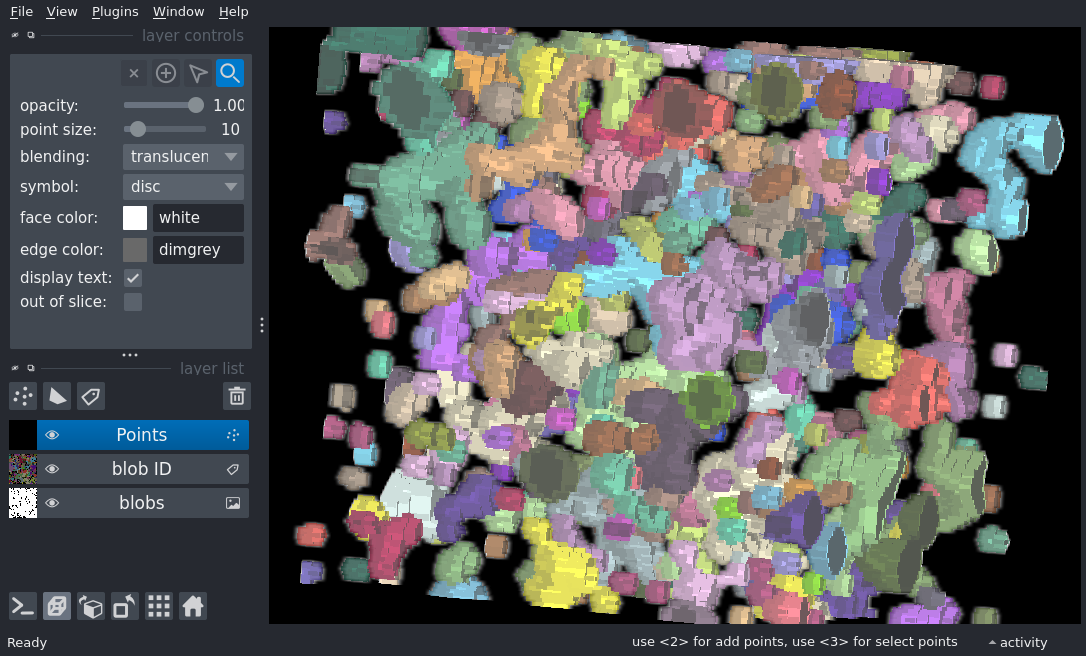 File View Plugins Window Help
layer controls
opacity: 1.00
point size: 10
blending: translucen
symbol: disc
face color: white
edge color: dimgrey
display text:
out of slice:
layer list
Points
blob ID
blobs
Ready use <2> for add points, use <3> for select points activity